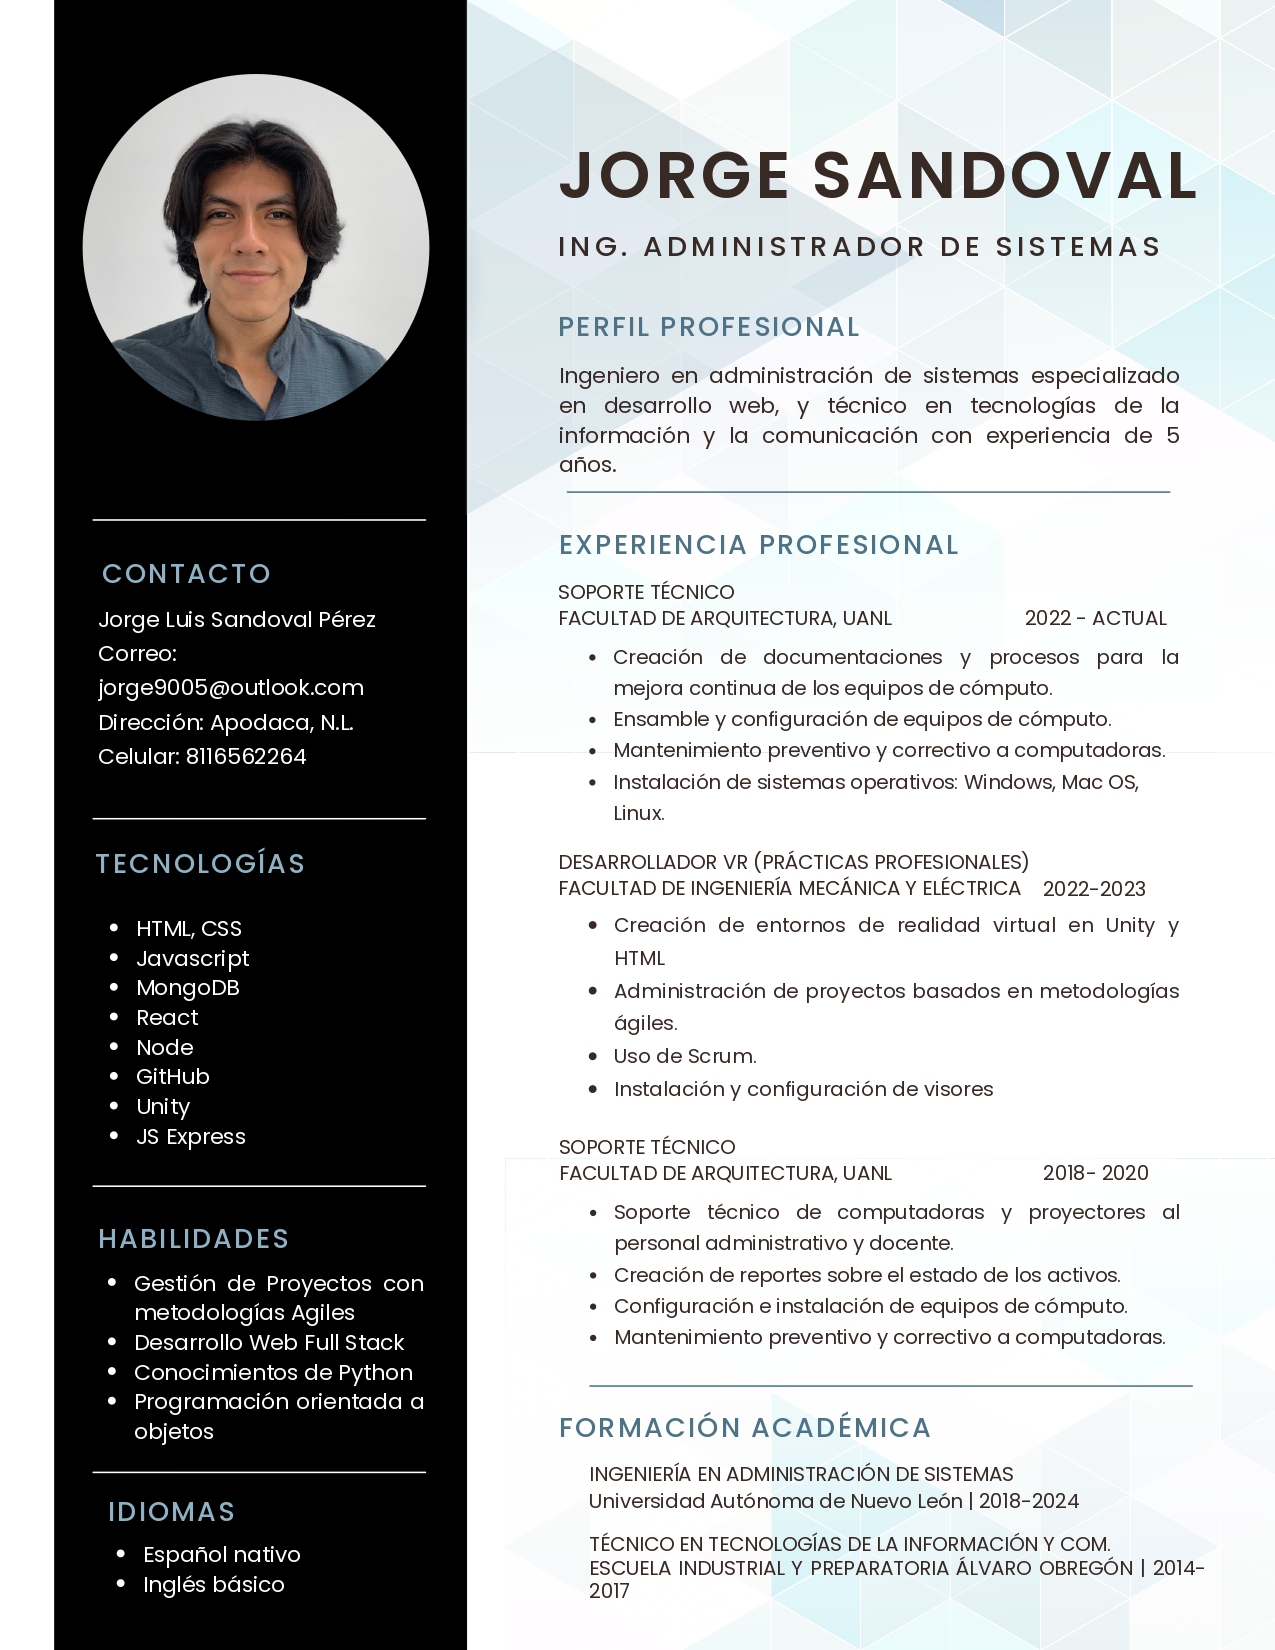 JORGE SANDOVAL
ING. ADMINISTRADOR DE SISTEMAS
PERFIL PROFESIONAL
Ingeniero en administración de sistemas especializado
en desarrollo web, y técnico en tecnologías de la
información y la comunicación con experiencia de 5
años.
EXPERIENCIA PROFESIONAL
SOPORTE TÉCNICO
FACULTAD DE ARQUITECTURA, UANL 2022 - ACTUAL
• Creación de documentaciones y procesos para la
mejora continua de los equipos de cómputo.
• Ensamble y configuración de equipos de cómputo.
• Mantenimiento preventivo y correctivo a computadoras.
• Instalación de sistemas operativos: Windows, Mac OS,
Linux.
DESARROLLADOR VR (PRÁCTICAS PROFESIONALES)
FACULTAD DE INGENIERÍA MECÁNICA Y ELÉCTRICA 2022-2023
• Creación de entornos de realidad virtual en Unity y
HTML
• Administración de proyectos basados en metodologías
ágiles.
• Uso de Scrum.
• Instalación y configuración de visores
SOPORTE TÉCNICO
FACULTAD DE ARQUITECTURA, UANL 2018- 2020
• Soporte técnico de computadoras y proyectores al
personal administrativo y docente.
• Creación de reportes sobre el estado de los activos.
• Configuración e instalación de equipos de cómputo.
• Mantenimiento preventivo y correctivo a computadoras.
FORMACIÓN ACADÉMICA
INGENIERÍA EN ADMINISTRACIÓN DE SISTEMAS
Universidad Autónoma de Nuevo León | 2018-2024
TÉCNICO EN TECNOLOGÍAS DE LA INFORMACIÓN Y COM.
ESCUELA INDUSTRIAL Y PREPARATORIA ÁLVARO OBREGÓN | 2014-
2017
CONTACTO
Jorge Luis Sandoval Pérez
Correo:
jorge9005@outlook.com
Dirección: Apodaca, N.L.
Celular: 8116562264
TECNOLOGÍAS
• HTML, CSS
• Javascript
• MongoDB
• React
• Node
• GitHub
• Unity
• JS Express
HABILIDADES
• Gestión de Proyectos con
metodologías Agiles
• Desarrollo Web Full Stack
• Conocimientos de Python
• Programación orientada a
objetos
IDIOMAS
• Español nativo
• Inglés básico